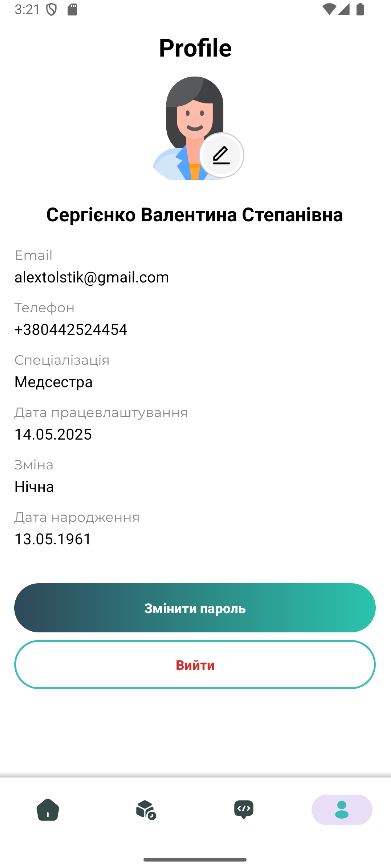 3:21
Profile
Сергієнко Валентина Степанівна
Email
alextolstik@gmail.com
Телефон
+380442524454
Спеціалізація
Медсестра
Дата працевлаштування
14.05.2025
Зміна
Нічна
Дата народження
13.05.1961
Змінити пароль
Вийти